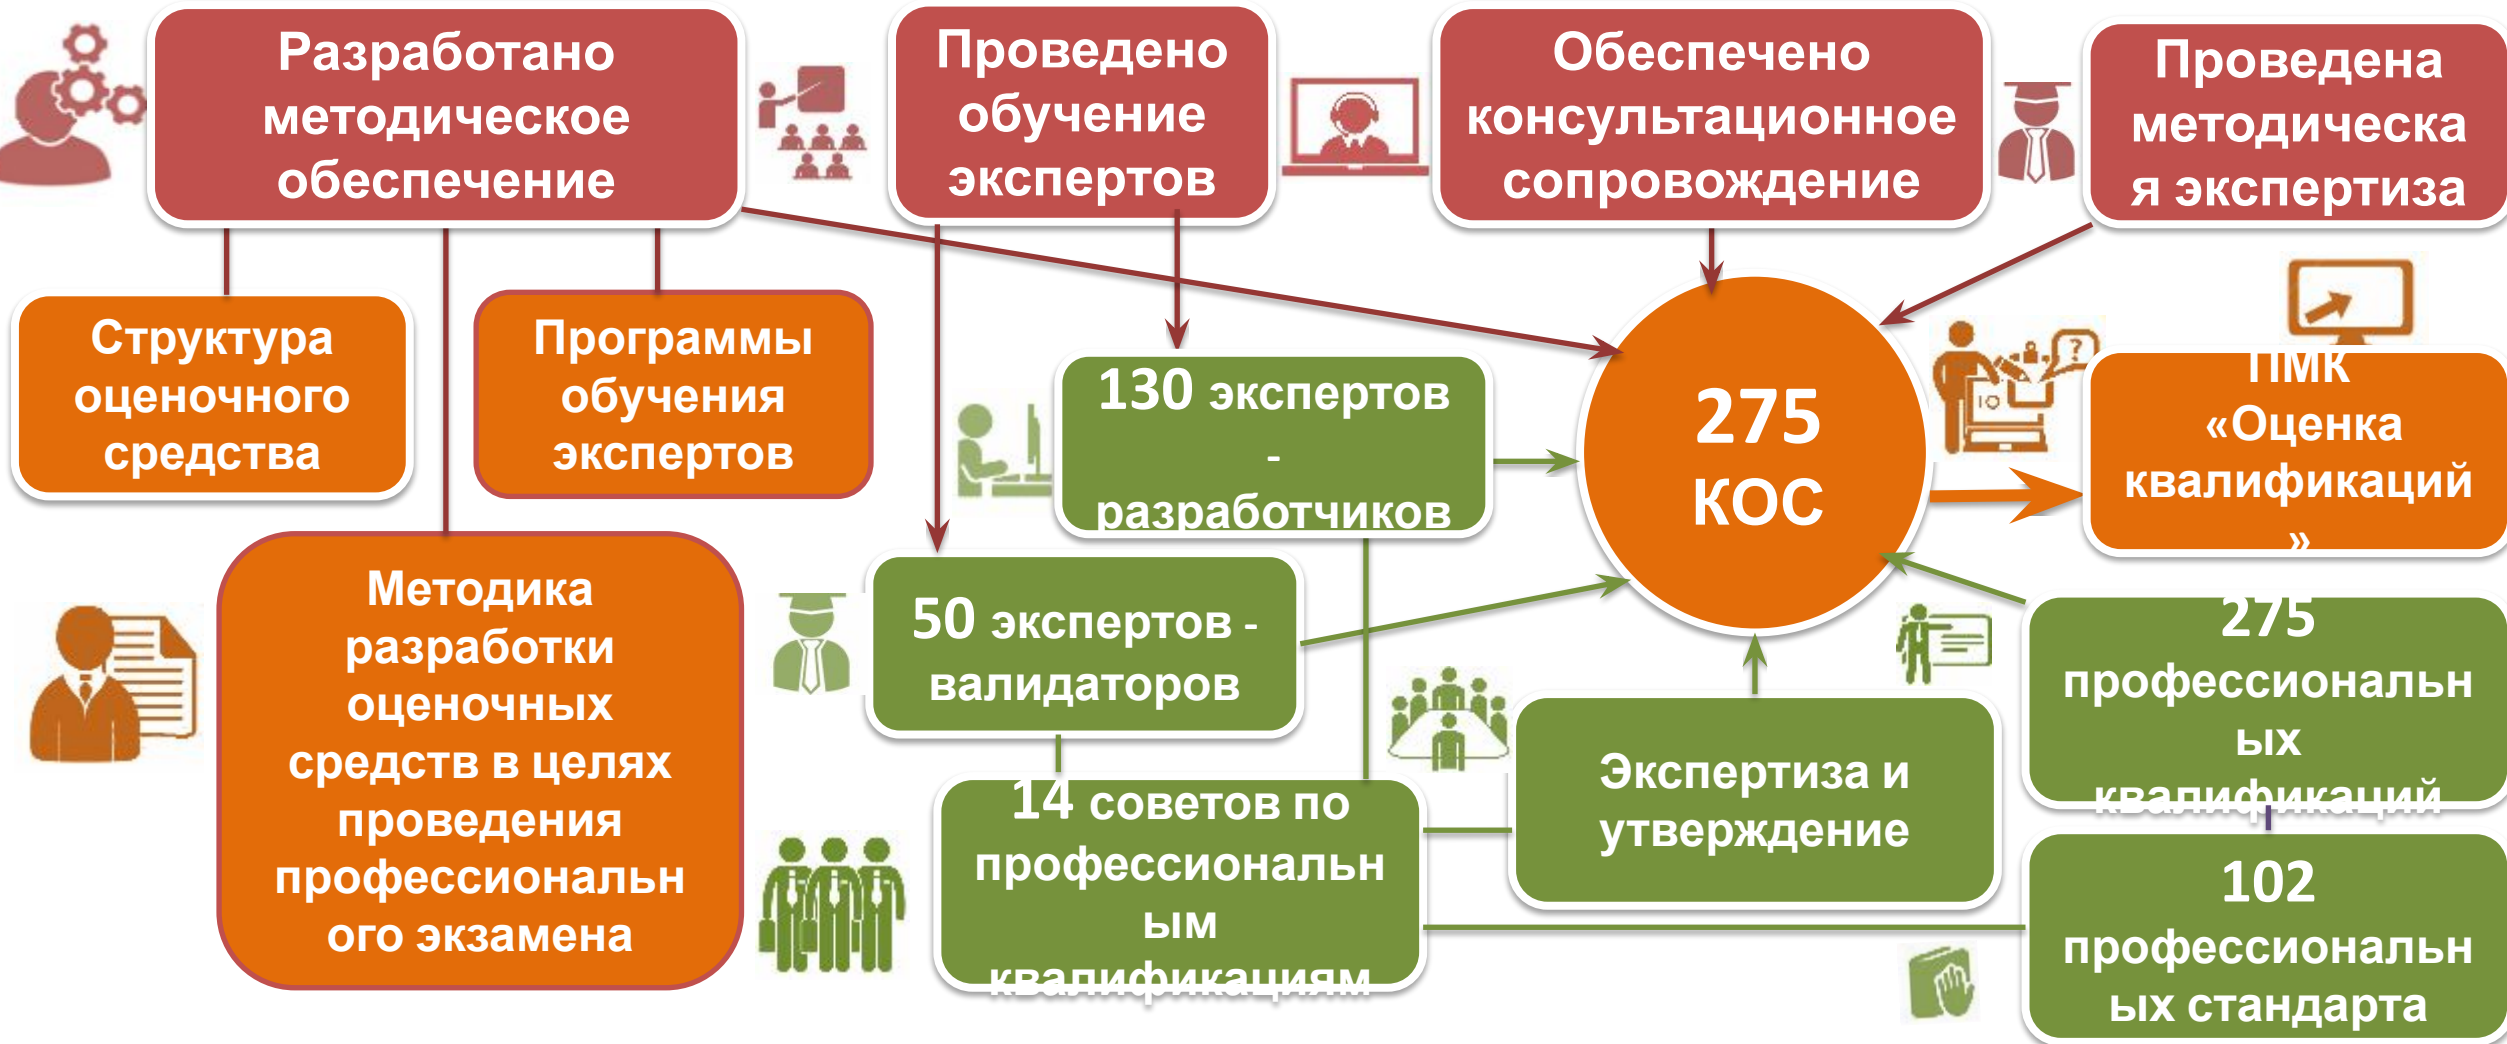 Разработано
методическое
обеспечение
Проведено
обучение
экспертов
Обеспечено
консультационное
сопровождение
Проведена
методическа
я экспертиза
Структура
оценочного
средства
Программы
обучения
экспертов
130 экспертов
-
разработчиков
275
КОС
?
IO
ПМК
«Оценка
квалификаций
»
Методика
разработки
оценочных
средств в целях
проведения
профессиональн
ого экзамена
50 экспертов -
валидаторов
275
профессиональн
ых
квалификаций
Экспертиза и
утверждение
14 советов по
профессиональн
ым
квалификациям
102
профессиональн
ых стандарта